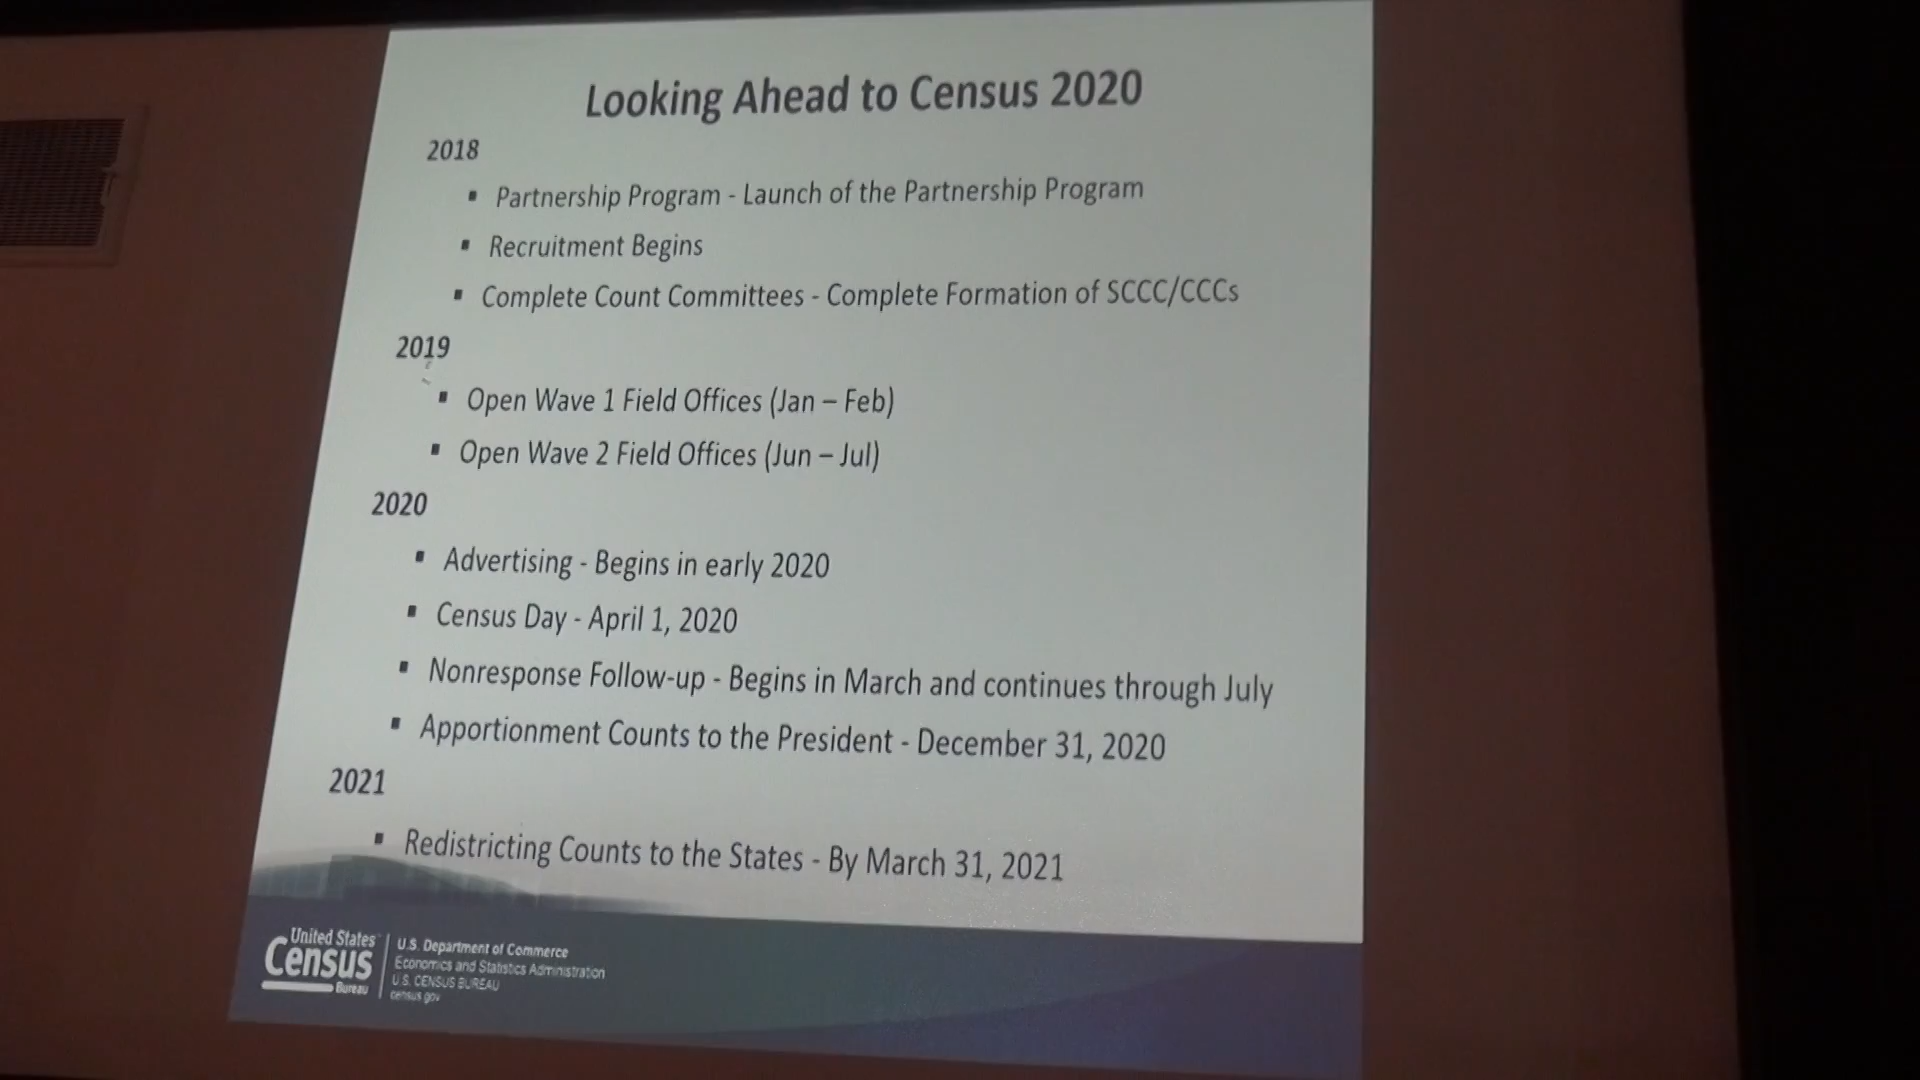 Looking Ahead to Census 2020
2018
▪ Partnership Program - Launch of the Partnership Program
▪ Recruitment Begins
▪ Complete Count Committees - Complete Formation of SCCC/CCCs
2019
▪ Open Wave 1 Field Offices (Jan – Feb)
▪ Open Wave 2 Field Offices (Jun – Jul)
2020
▪ Advertising - Begins in early 2020
▪ Census Day - April 1, 2020
▪ Nonresponse Follow-up - Begins in March and continues through July
▪ Apportionment Counts to the President - December 31, 2020
2021
▪ Redistricting Counts to the States - By March 31, 2021
United States
Census
Bureau
U.S. Department of Commerce
Economics and Statistics Administration
U.S. CENSUS BUREAU
census.gov